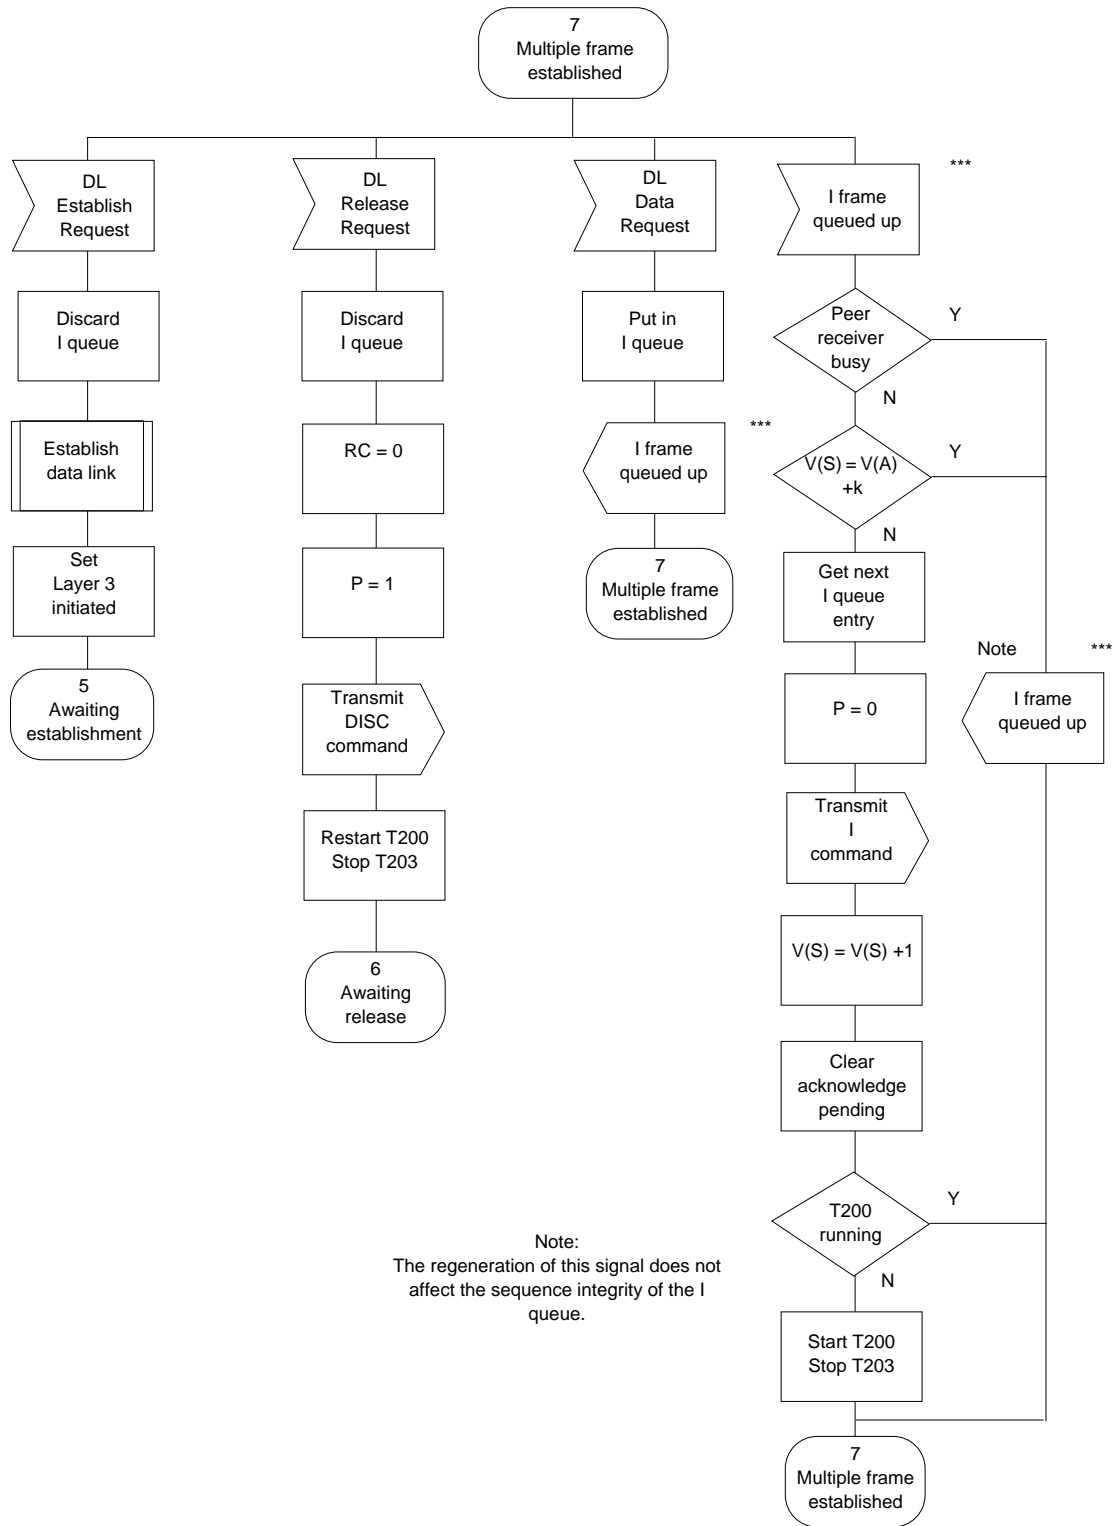 7
Multiple frame
established
DL
Establish
Request
Discard
I queue
Establish
data link
Set
Layer 3
initiated
5
Awaiting
establishment
DL
Release
Request
Discard
I queue
RC = 0
P = 1
Transmit
DISC
command
Restart T200
Stop T203
6
Awaiting
release
DL
Data
Request
Put in
I queue
***
I frame
queued up
7
Multiple frame
established
***
I frame
queued up
Peer
receiver
busy
Y
N
V(S) = V(A)
+k
Y
N
Get next
I queue
entry
P = 0
Transmit
I
command
V(S) = V(S) +1
Clear
acknowledge
pending
T200
running
Y
N
Start T200
Stop T203
7
Multiple frame
established
Note
***
I frame
queued up
Note:
The regeneration of this signal does not
affect the sequence integrity of the I
queue.